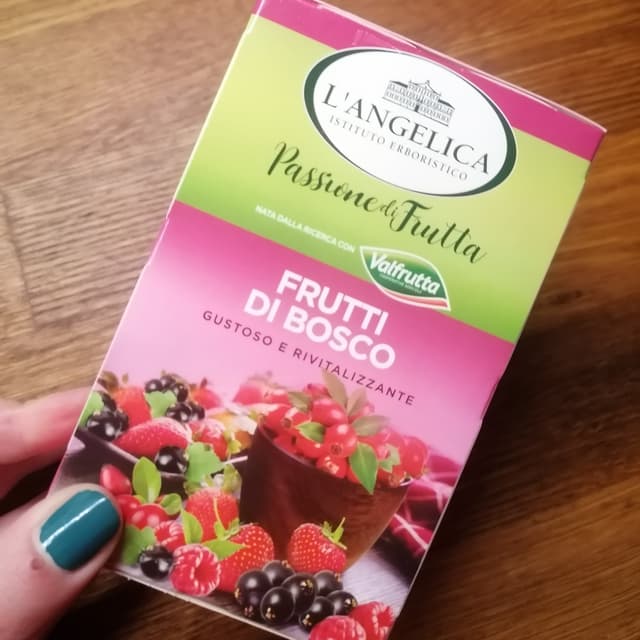 L'ANGELICA
ISTITUTO ERBORISTICO
Passione di Frutta
NATA DALLA RICERCA CON
Valfrutta
FRUTTI
DI BOSCO
GUSTOSO E RIVITALIZZANTE